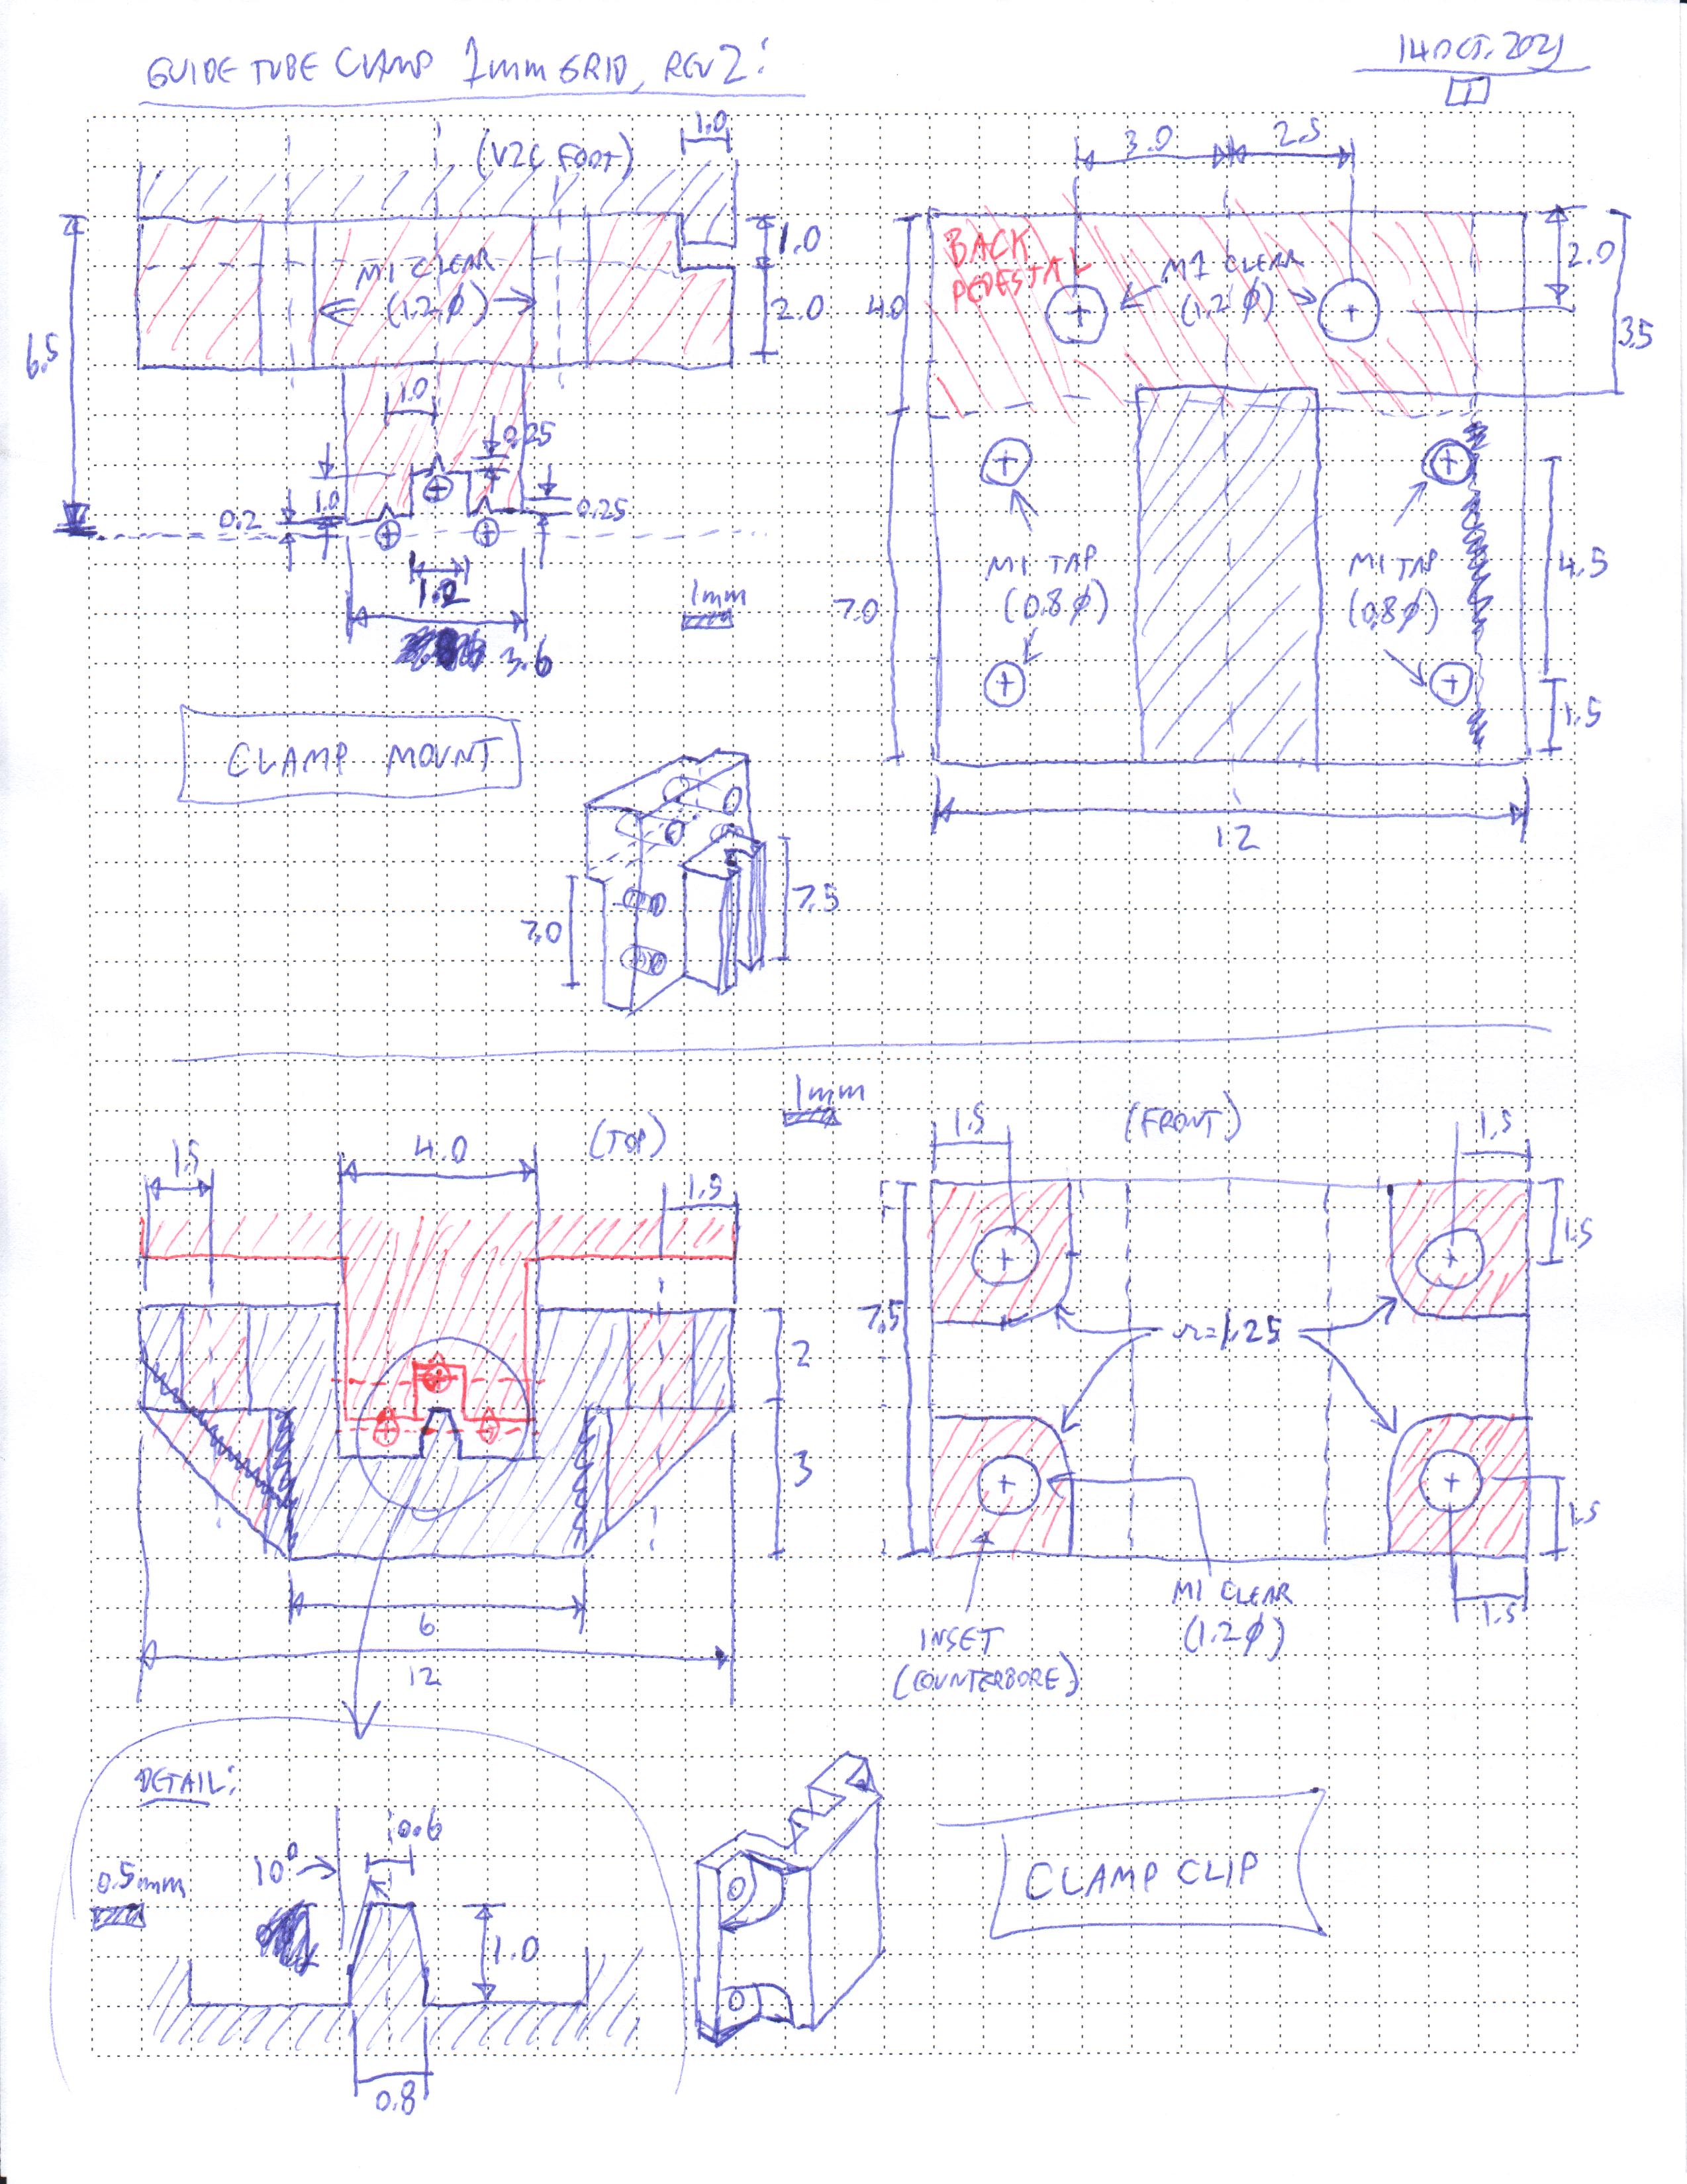 GUIDE TUBE CLAMP 1mm GRID, REV 2:
14 OCT. 2021
1
(V2C FOOT)
1.0
3.0
2.5
6.5
M1 CLEAR
(1.2 Ø)
1.0
2.0
BACK
PEDESTAL
M1 CLEAR
(1.2 Ø)
4.0
2.0
3.5
1.0
0.25
0.2
1.0
0.25
1.2
3.6
1mm
7.0
M1 TAP
(0.8 Ø)
M1 TAP
(0.8 Ø)
4.5
1.5
12
CLAMP MOUNT
7.0
7.5
1mm
(TOP)
4.0
1.5
1.5
2
3
6
12
(FRONT)
1.5
1.5
1.5
7.5
r=1.25
1.5
1.5
M1 CLEAR
(1.2 Ø)
INSET
(COUNTERBORE)
DETAIL:
0.6
10°
0.5mm
1.0
0.8
CLAMP CLIP